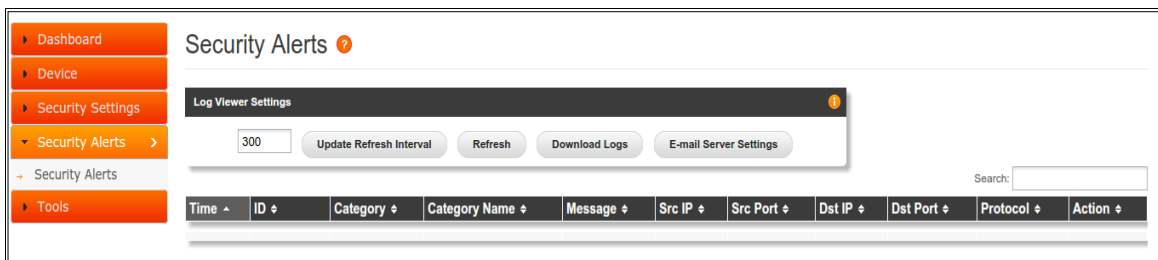 Dashboard
Device
Security Settings
Security Alerts
Security Alerts
Tools
Security Alerts ?
Log Viewer Settings i
300 Update Refresh Interval Refresh Download Logs E-mail Server Settings
Search:
Time ID Category Category Name Message Src IP Src Port Dst IP Dst Port Protocol Action